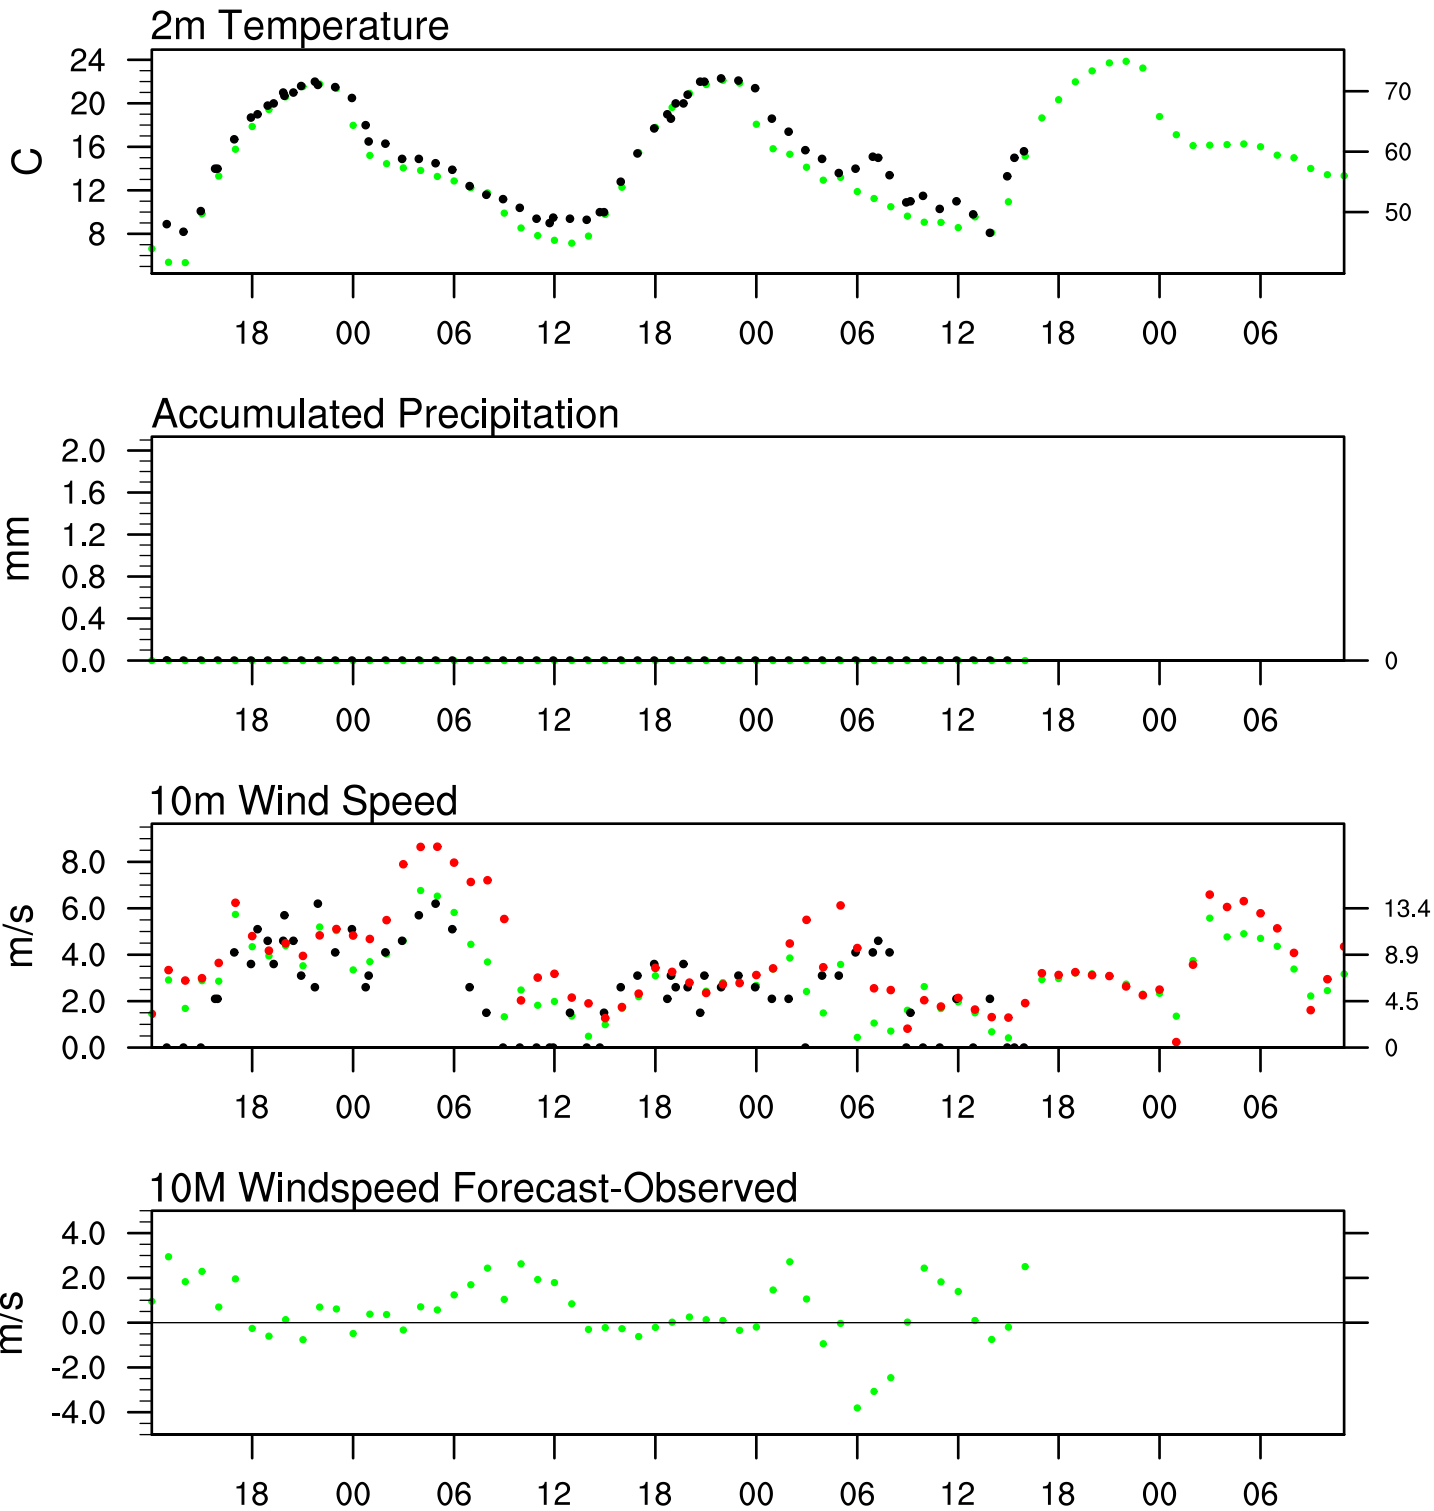 2m Temperature
24
20
16
12
8
C
70
60
50
18 00 06 12 18 00 06 12 18 00 06
Accumulated Precipitation
2.0
1.6
1.2
0.8
0.4
0.0
mm
0
18 00 06 12 18 00 06 12 18 00 06
10m Wind Speed
8.0
6.0
4.0
2.0
0.0
m/s
13.4
8.9
4.5
0
18 00 06 12 18 00 06 12 18 00 06
10M Windspeed Forecast-Observed
4.0
2.0
0.0
-2.0
-4.0
m/s
18 00 06 12 18 00 06 12 18 00 06